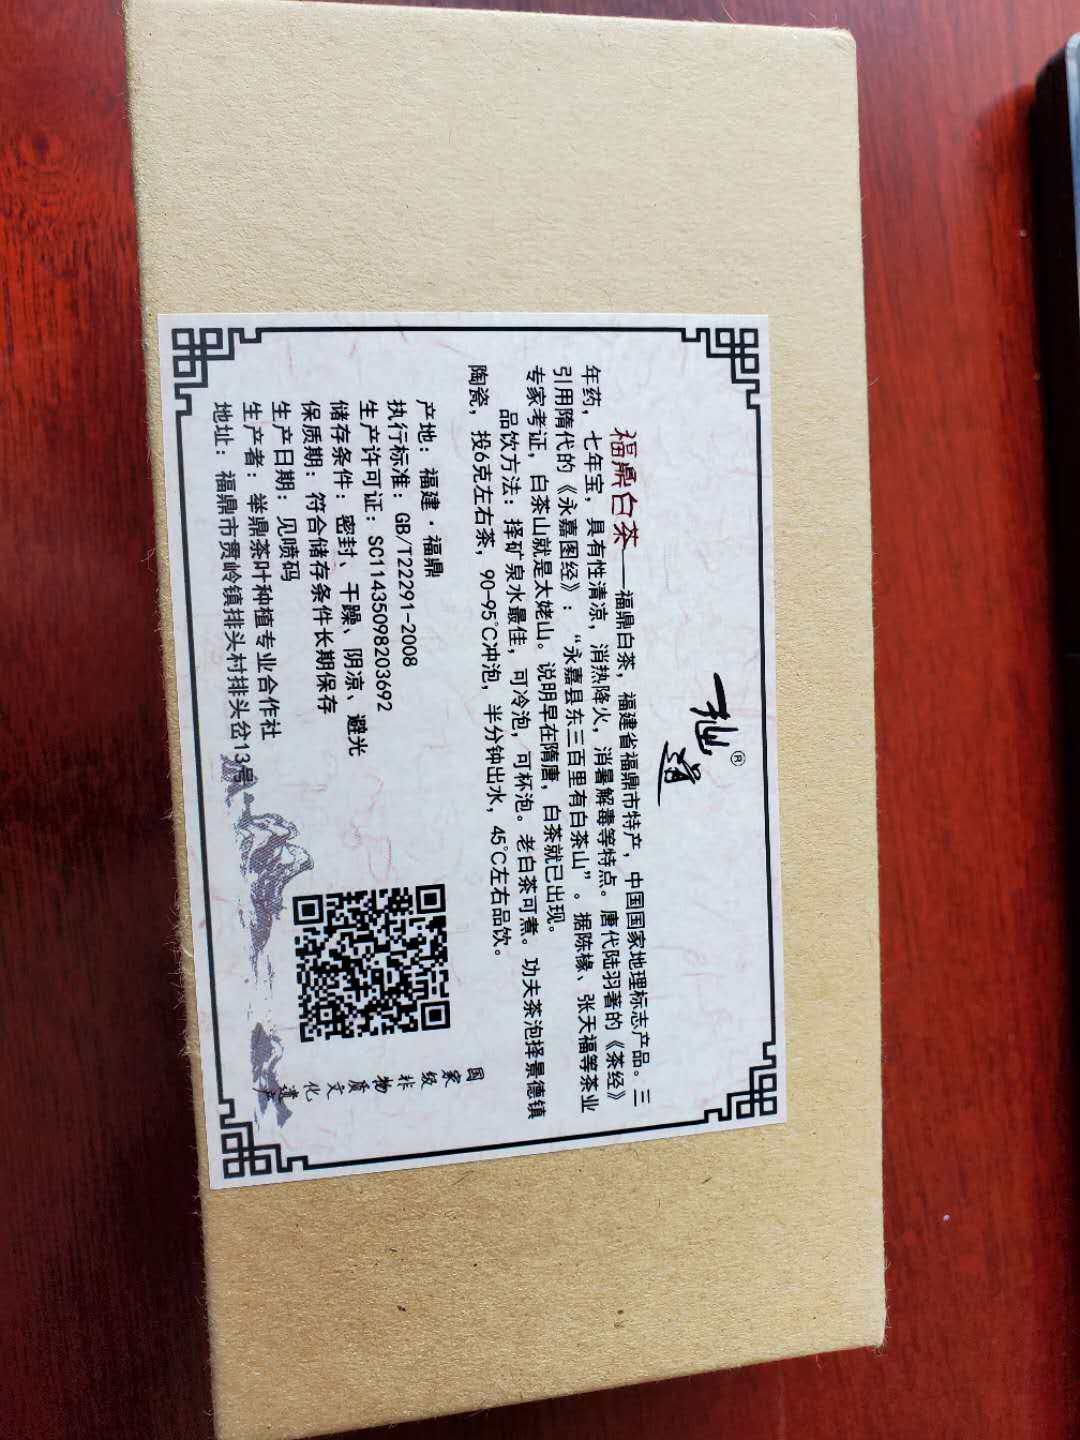 福鼎白茶——福鼎白茶，福建省福鼎市特产，中国国家地理标志产品。三
年药，七年宝，具有性清凉，消热降火，消暑解毒等特点。唐代陆羽著的《茶经》
引用隋代的《永嘉图经》：“永嘉县东三百里有白茶山”。据陈椽、张天福等茶业
专家考证，白茶山就是太姥山。说明早在隋唐，白茶就已出现。
品饮方法：择矿泉水最佳，可冷泡，可杯泡。老白茶可煮。功夫茶泡择景德镇
陶瓷，投6克左右茶，90-95℃冲泡，半分钟出水，45℃左右品饮。
产地：福建·福鼎
执行标准：GB/T22291-2008
生产许可证：SC11435098203692
储存条件：密封、干燥、阴凉、避光
保质期：符合储存条件长期保存
生产日期：见喷码
生产者：举鼎茶叶种植专业合作社
地址：福鼎市贯岭镇排头村排头岔13号
国家级非物质文化遗产